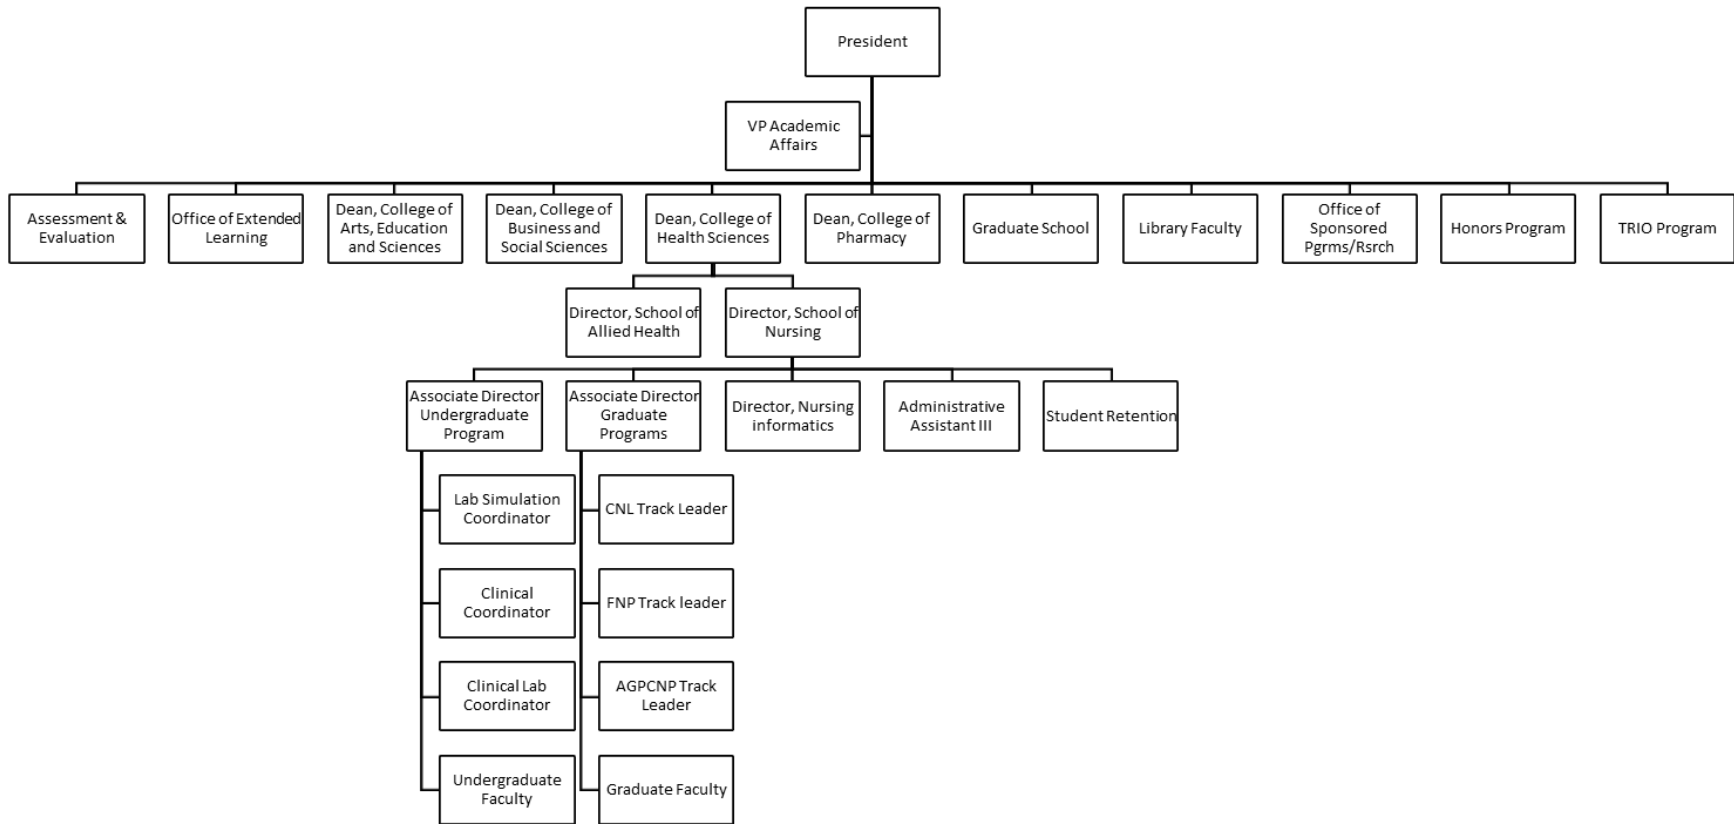 President
VP Academic
Affairs
Assessment &
Evaluation
Office of Extended
Learning
Dean, College of
Arts, Education
and Sciences
Dean, College of
Business and
Social Sciences
Dean, College of
Health Sciences
Dean, College of
Pharmacy
Graduate School
Library Faculty
Office of
Sponsored
Pgrms/Rsrch
Honors Program
TRIO Program
Director, School of
Allied Health
Director, School of
Nursing
Associate Director
Undergraduate
Program
Associate Director
Graduate
Programs
Director, Nursing
informatics
Administrative
Assistant III
Student Retention
Lab Simulation
Coordinator
CNL Track Leader
Clinical
Coordinator
FNP Track leader
Clinical Lab
Coordinator
AGPCNP Track
Leader
Undergraduate
Faculty
Graduate Faculty